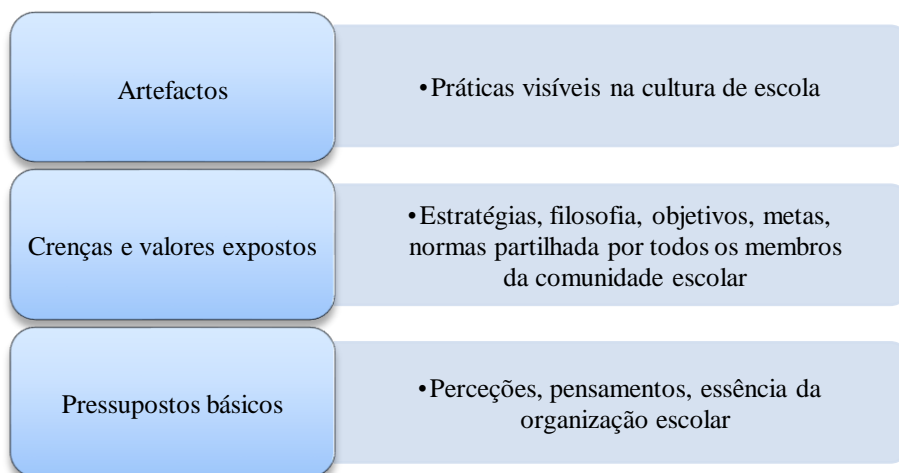 Artefactos
•Práticas visíveis na cultura de escola
Crenças e valores expostos
•Estratégias, filosofia, objetivos, metas,
normas partilhada por todos os membros
da comunidade escolar
Pressupostos básicos
•Perceções, pensamentos, essência da
organização escolar